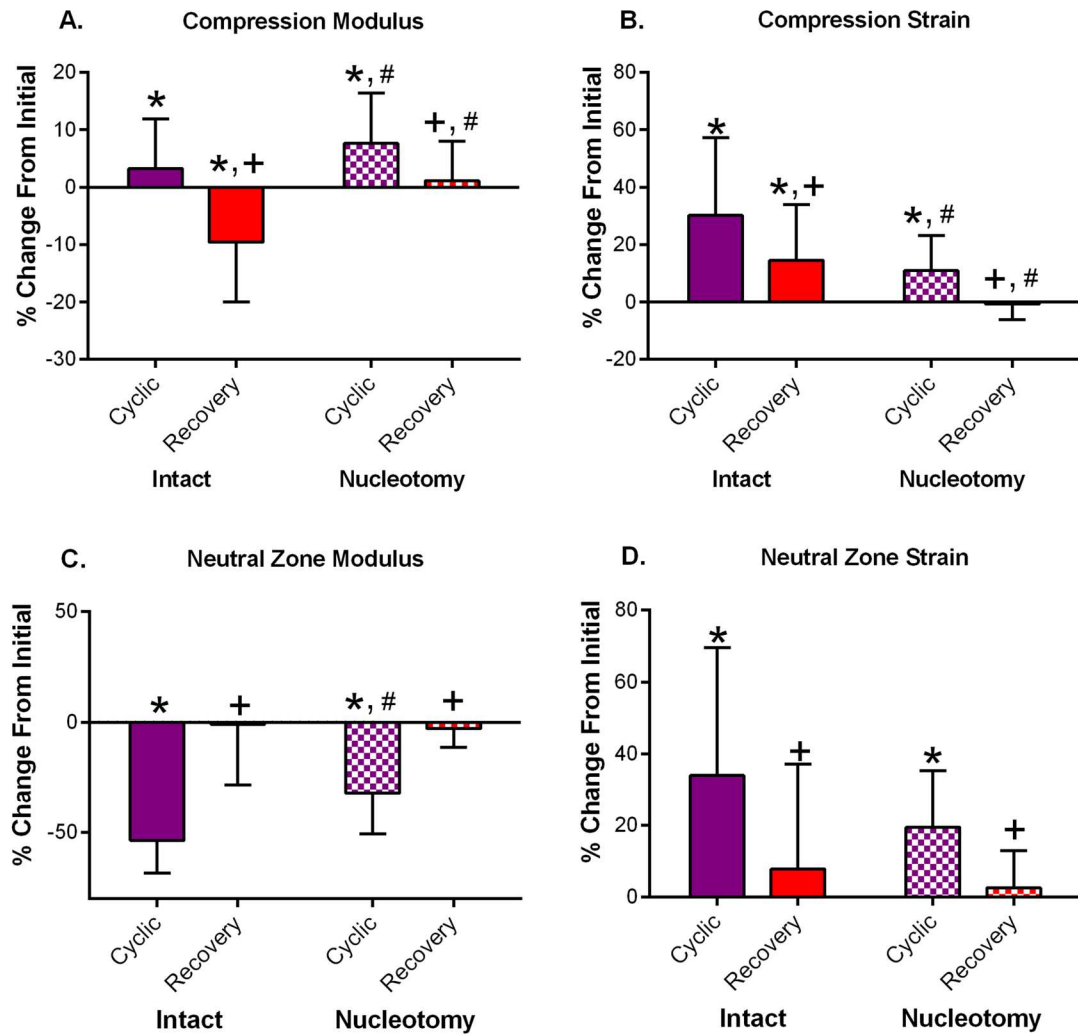 A. Compression Modulus
% Change From Initial
20
10
0
-10
-20
-30
*
*, +
*, #
+, #
Cyclic
Recovery
Cyclic
Recovery
Intact
Nucleotomy
B. Compression Strain
% Change From Initial
80
60
40
20
0
-20
*
*, +
*, #
+, #
Cyclic
Recovery
Cyclic
Recovery
Intact
Nucleotomy
C. Neutral Zone Modulus
% Change From Initial
50
0
-50
*
+
*, #
+
Cyclic
Recovery
Cyclic
Recovery
Intact
Nucleotomy
D. Neutral Zone Strain
% Change From Initial
80
60
40
20
0
*
+
*
+
Cyclic
Recovery
Cyclic
Recovery
Intact
Nucleotomy